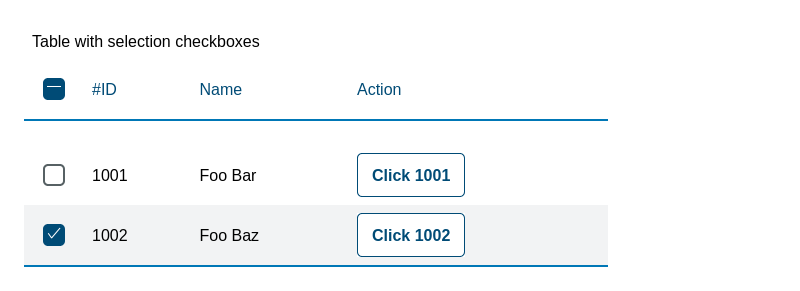 Table with selection checkboxes
#ID Name Action
1001 Foo Bar Click 1001
1002 Foo Baz Click 1002